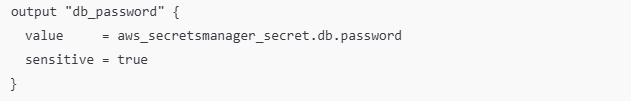 output "db_password" {
  value     = aws_secretsmanager_secret.db.password
  sensitive = true
}